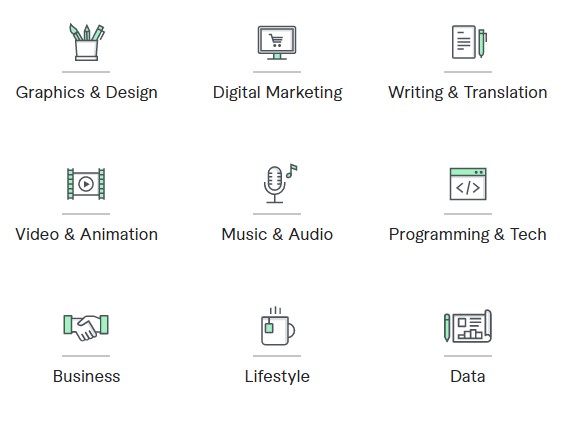 Graphics & Design
Digital Marketing
Writing & Translation
Video & Animation
Music & Audio
Programming & Tech
Business
Lifestyle
Data